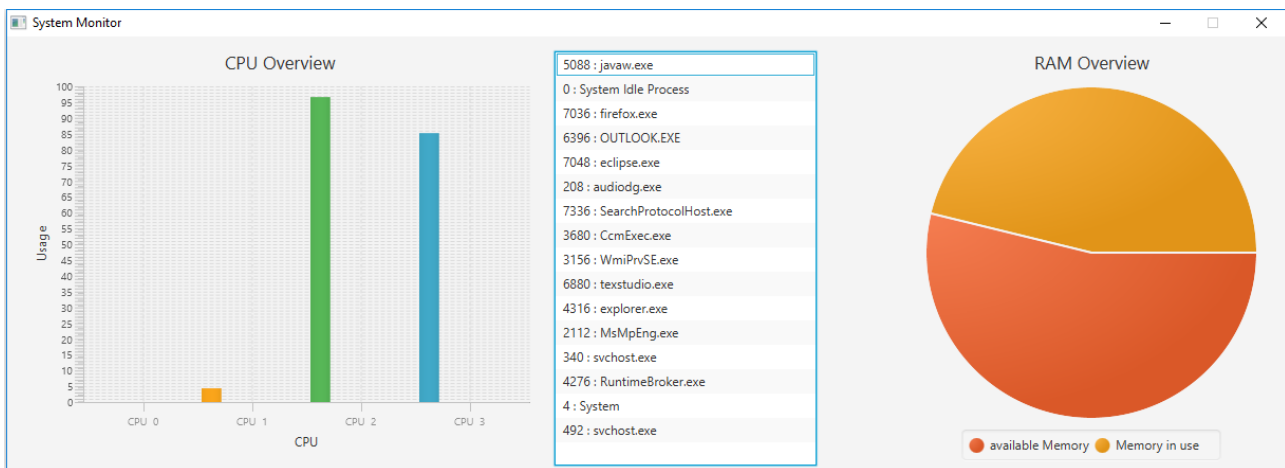 System Monitor
CPU Overview
100
95
90
85
80
75
70
65
60
55
50
45
40
35
30
25
20
15
10
5
0
Usage
CPU 0 CPU 1 CPU 2 CPU 3
CPU
5088 : javaw.exe
0 : System Idle Process
7036 : firefox.exe
6396 : OUTLOOK.EXE
7048 : eclipse.exe
208 : audiodg.exe
7336 : SearchProtocolHost.exe
3680 : CcmExec.exe
3156 : WmiPrvSE.exe
6880 : texstudio.exe
4316 : explorer.exe
2112 : MsMpEng.exe
340 : svchost.exe
4276 : RuntimeBroker.exe
4 : System
492 : svchost.exe
RAM Overview
available Memory Memory in use